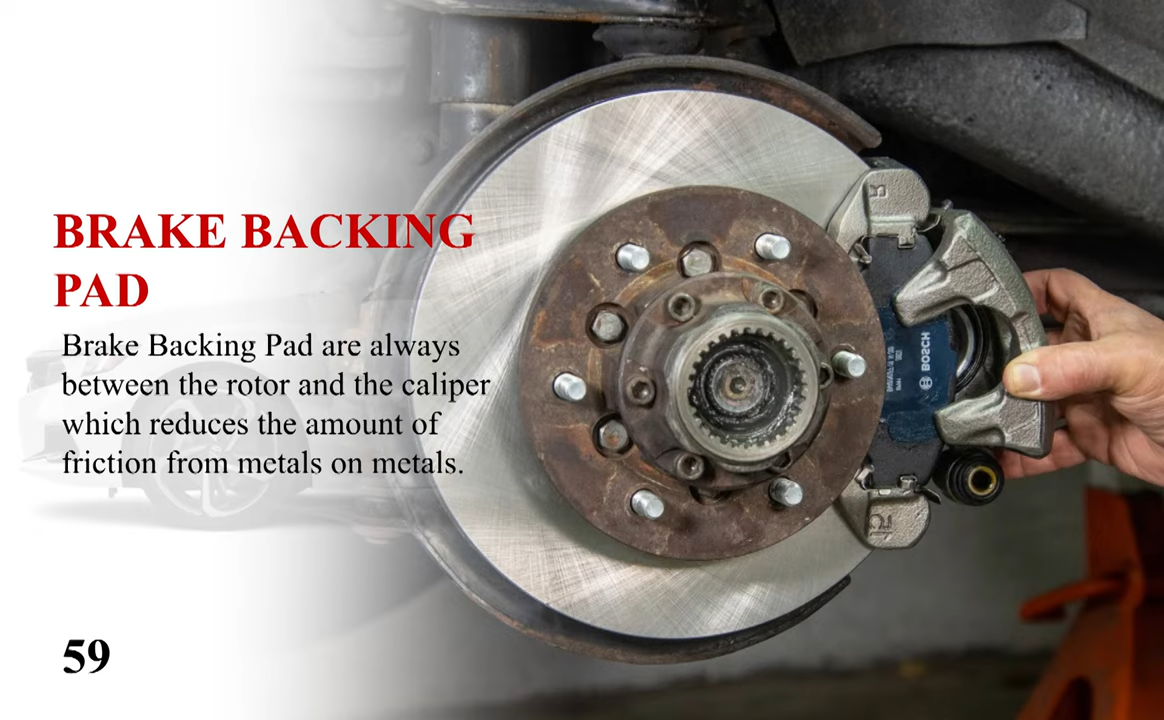 BRAKE BACKING
PAD
Brake Backing Pad are always
between the rotor and the caliper
which reduces the amount of
friction from metals on metals.
59
BOSCH